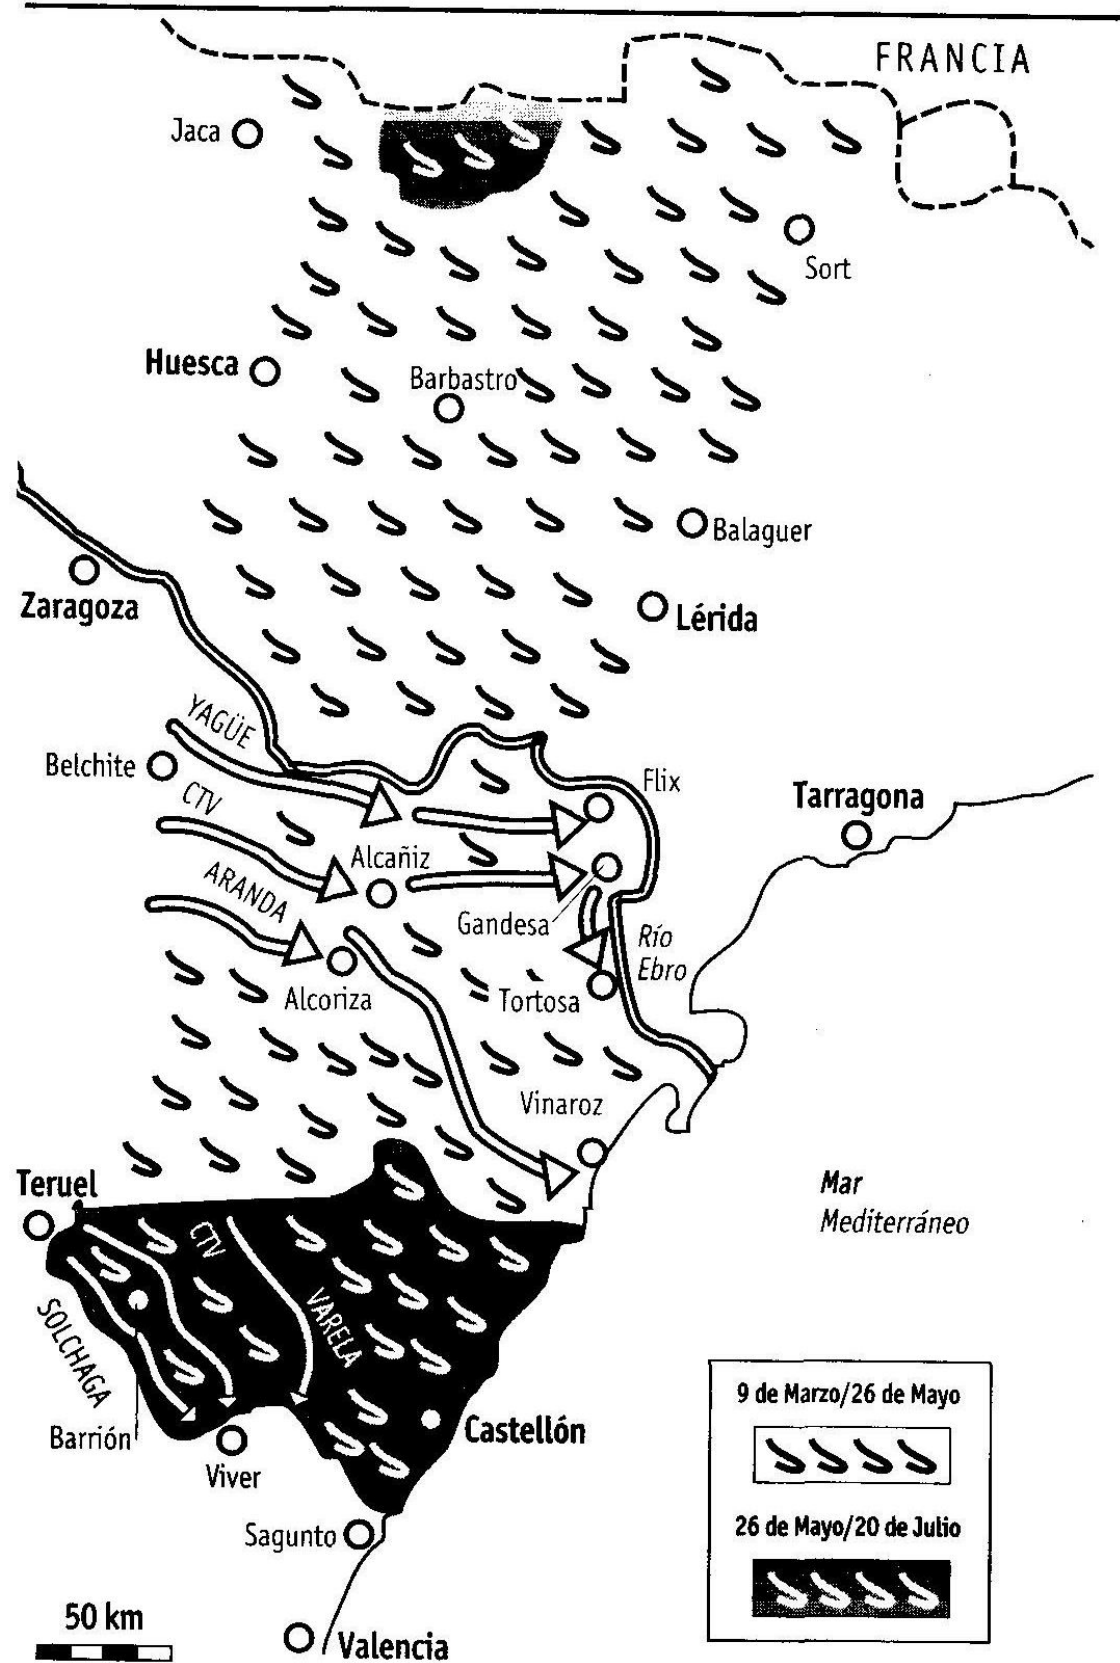 FRANCIA
Jaca
Sort
Huesca
Barbastro
Balaguer
Zaragoza
Lérida
YAGÜE
Belchite
Flix
CTV
Tarragona
Alcañiz
ARANDA
Gandesa
Río
Ebro
Alcoriza
Tortosa
Vinaroz
Teruel
Mar
Mediterráneo
CTV
VARELA
SOLCHAGA
9 de Marzo/26 de Mayo
Barrión
Castellón
Viver
26 de Mayo/20 de Julio
Sagunto
50 km
Valencia